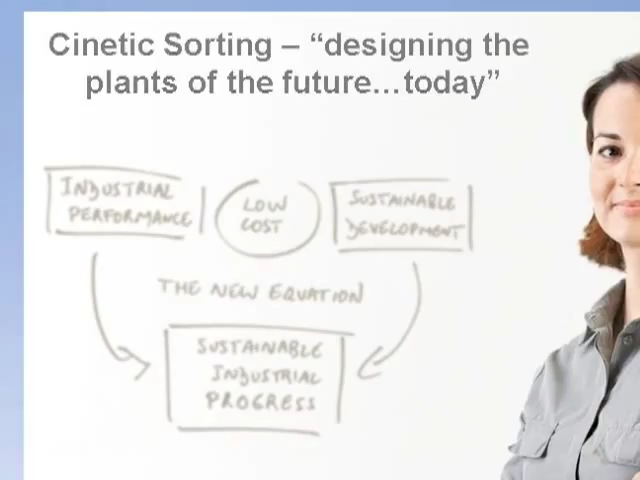 Cinetic Sorting – “designing the
plants of the future…today”
INDUSTRIAL
PERFORMANCE
LOW
COST
SUSTAINABLE
DEVELOPMENT
THE NEW EQUATION
SUSTAINABLE
INDUSTRIAL
PROGRESS